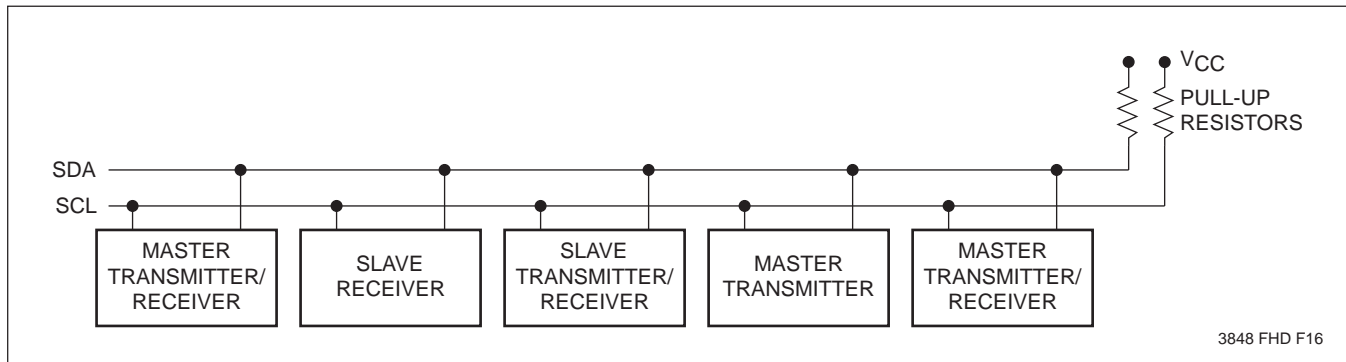 VCC
PULL-UP
RESISTORS
SDA
SCL
MASTER
TRANSMITTER/
RECEIVER
SLAVE
RECEIVER
SLAVE
TRANSMITTER/
RECEIVER
MASTER
TRANSMITTER
MASTER
TRANSMITTER/
RECEIVER
3848 FHD F16